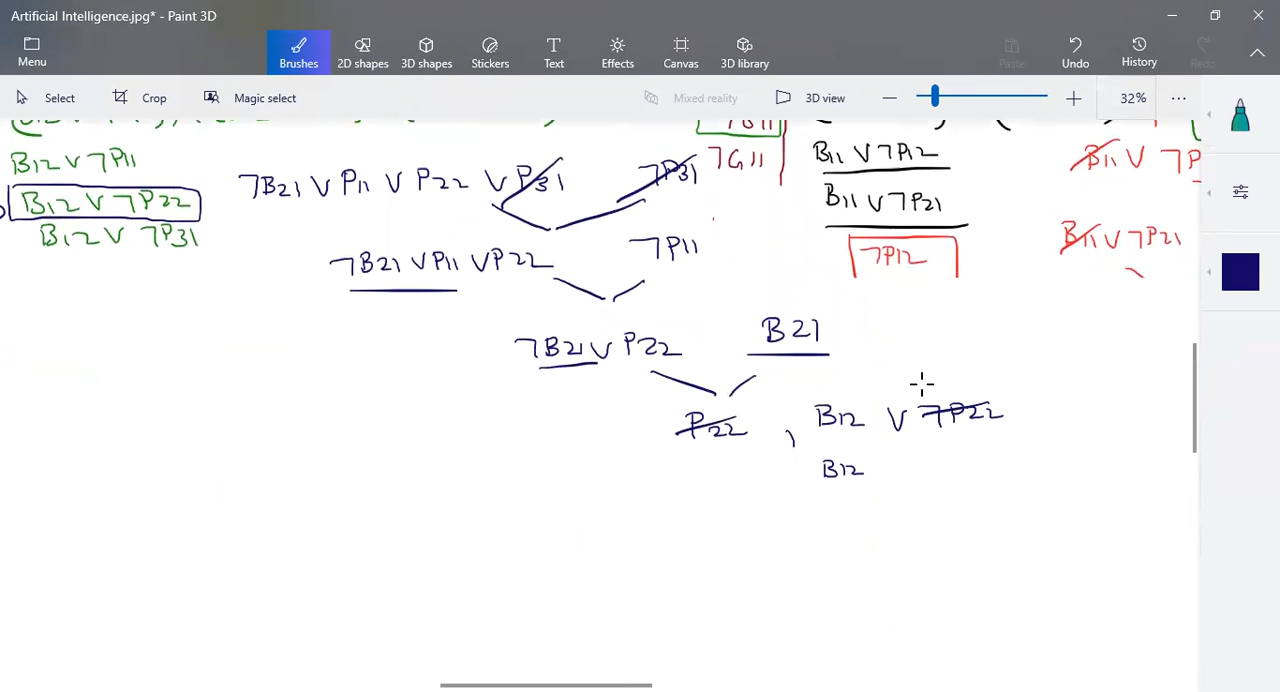 Artificial Intelligence.jpg* - Paint 3D
Menu
Brushes
2D shapes
3D shapes
Stickers
Text
Effects
Canvas
3D library
Paste
Undo
History
Redo
Select
Crop
Magic select
Mixed reality
3D view
32%
B12 ∨ ¬P11
B12 ∨ ¬P22
B12 ∨ ¬P31
¬B21 ∨ P11 ∨ P22 ∨ P31
¬P31
¬B21 ∨ P11 ∨ P22
¬P11
¬B21 ∨ P22
B21
P22 , B12 ∨ ¬P22
B12
¬G11
B11 ∨ ¬P12
B11 ∨ ¬P21
¬P12
B11 ∨ ¬P
B11 ∨ ¬P21